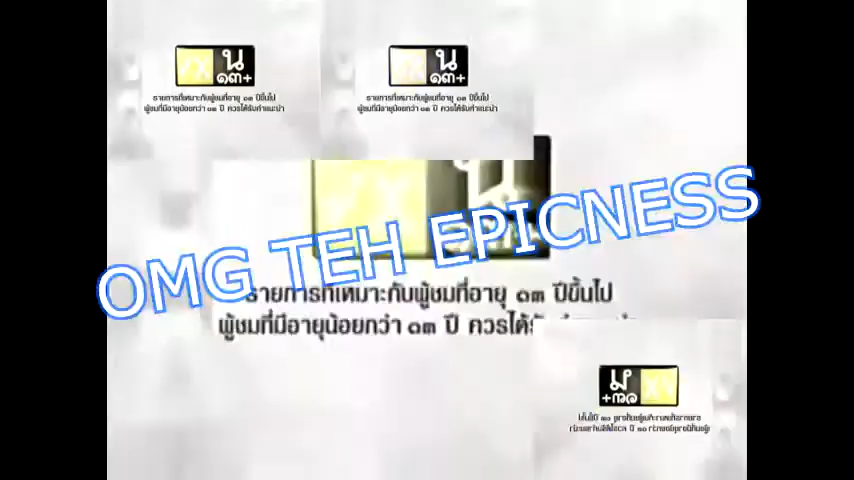 น
๑๓+
รายการที่เหมาะกับผู้ชมที่อายุ ๑๓ ปีขึ้นไป
ผู้ชมที่มีอายุน้อยกว่า ๑๓ ปี ควรได้รับคำแนะนำ
น
๑๓+
รายการที่เหมาะกับผู้ชมที่อายุ ๑๓ ปีขึ้นไป
ผู้ชมที่มีอายุน้อยกว่า ๑๓ ปี ควรได้รับคำแนะนำ
OMG TEH EPICNESS
รายการที่เหมาะกับผู้ชมที่อายุ ๑๓ ปีขึ้นไป
ผู้ชมที่มีอายุน้อยกว่า ๑๓ ปี ควรได้รับ